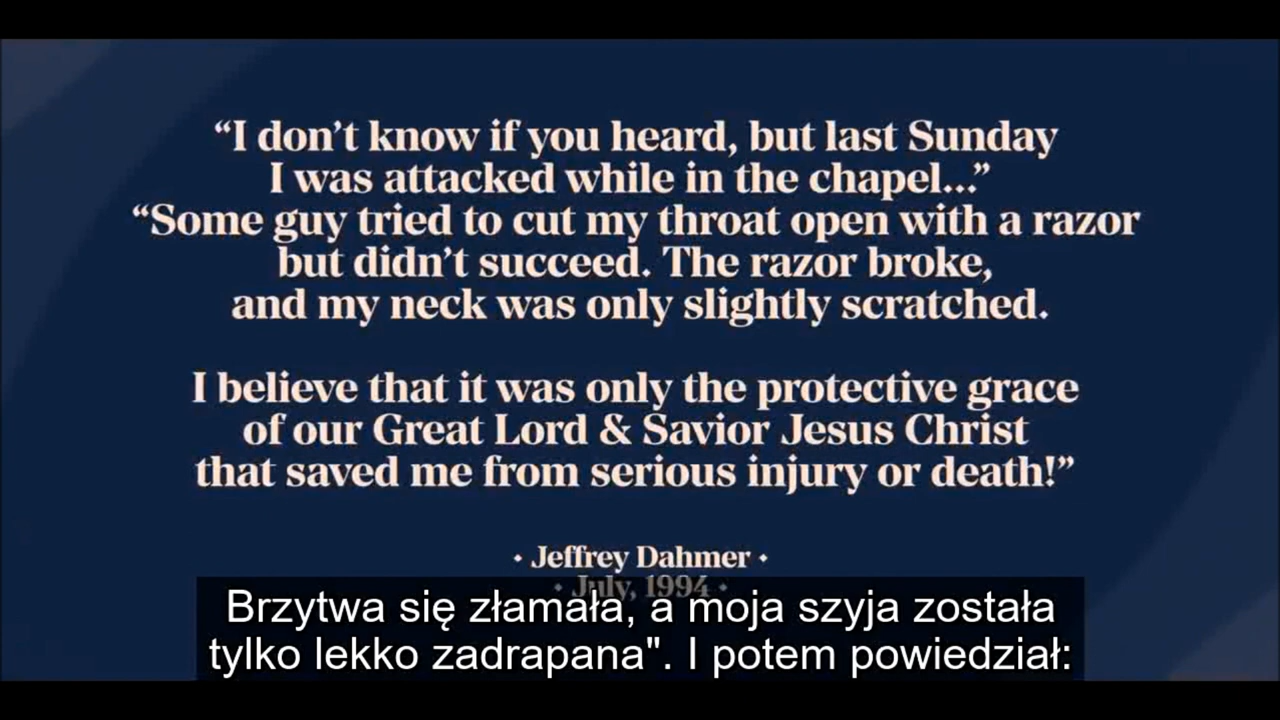 “I don’t know if you heard, but last Sunday
I was attacked while in the chapel...”
“Some guy tried to cut my throat open with a razor
but didn’t succeed. The razor broke,
and my neck was only slightly scratched.
I believe that it was only the protective grace
of our Great Lord & Savior Jesus Christ
that saved me from serious injury or death!”
• Jeffrey Dahmer •
• July, 1994 •
Brzytwa się złamała, a moja szyja została
tylko lekko zadrapana". I potem powiedział: